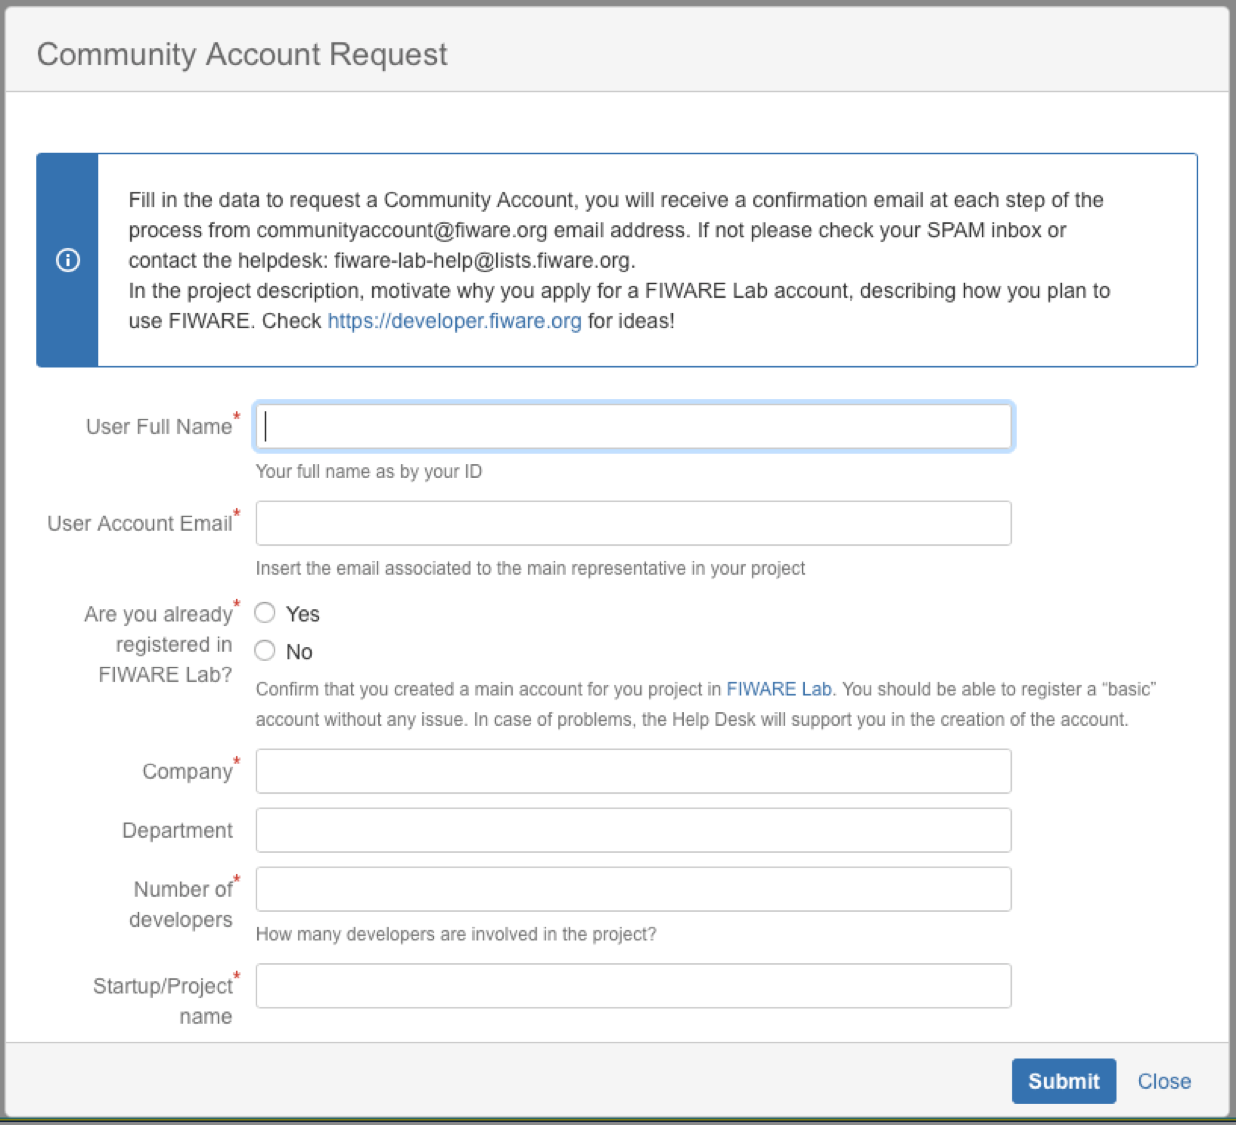 Community Account Request
Fill in the data to request a Community Account, you will receive a confirmation email at each step of the
process from communityaccount@fiware.org email address. If not please check your SPAM inbox or
contact the helpdesk: fiware-lab-help@lists.fiware.org.
In the project description, motivate why you apply for a FIWARE Lab account, describing how you plan to
use FIWARE. Check https://developer.fiware.org for ideas!
User Full Name*
Your full name as by your ID
User Account Email*
Insert the email associated to the main representative in your project
Are you already*
registered in
FIWARE Lab?
Yes
No
Confirm that you created a main account for you project in FIWARE Lab. You should be able to register a “basic”
account without any issue. In case of problems, the Help Desk will support you in the creation of the account.
Company*
Department
Number of*
developers
How many developers are involved in the project?
Startup/Project*
name
Submit Close